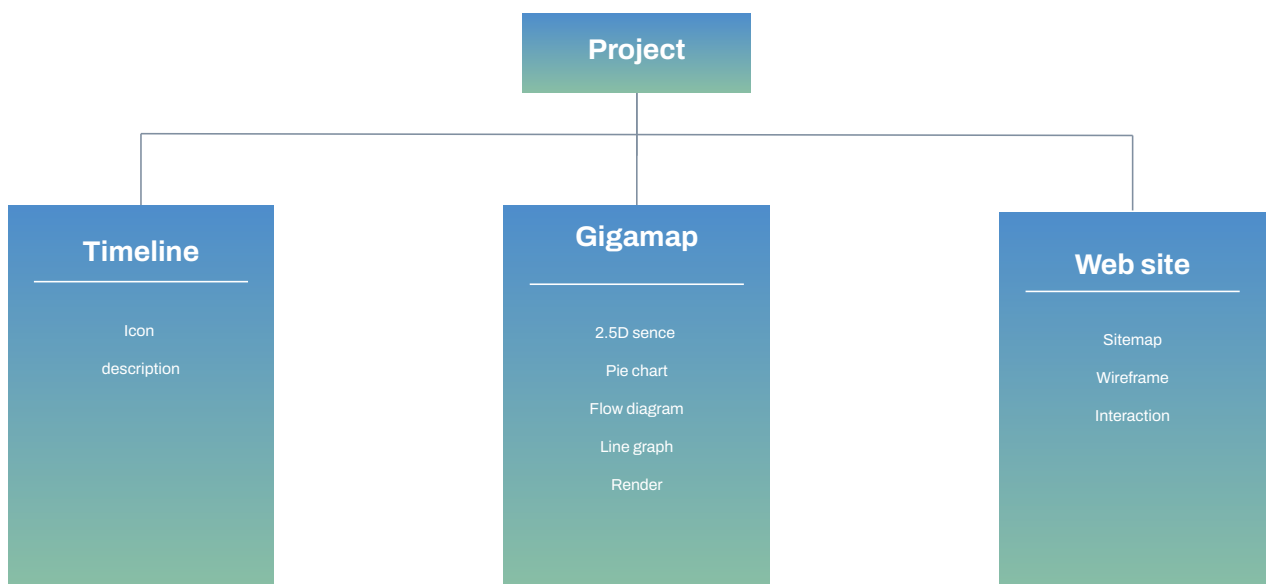 Project
Timeline
Icon
description
Gigamap
2.5D sence
Pie chart
Flow diagram
Line graph
Render
Web site
Sitemap
Wireframe
Interaction